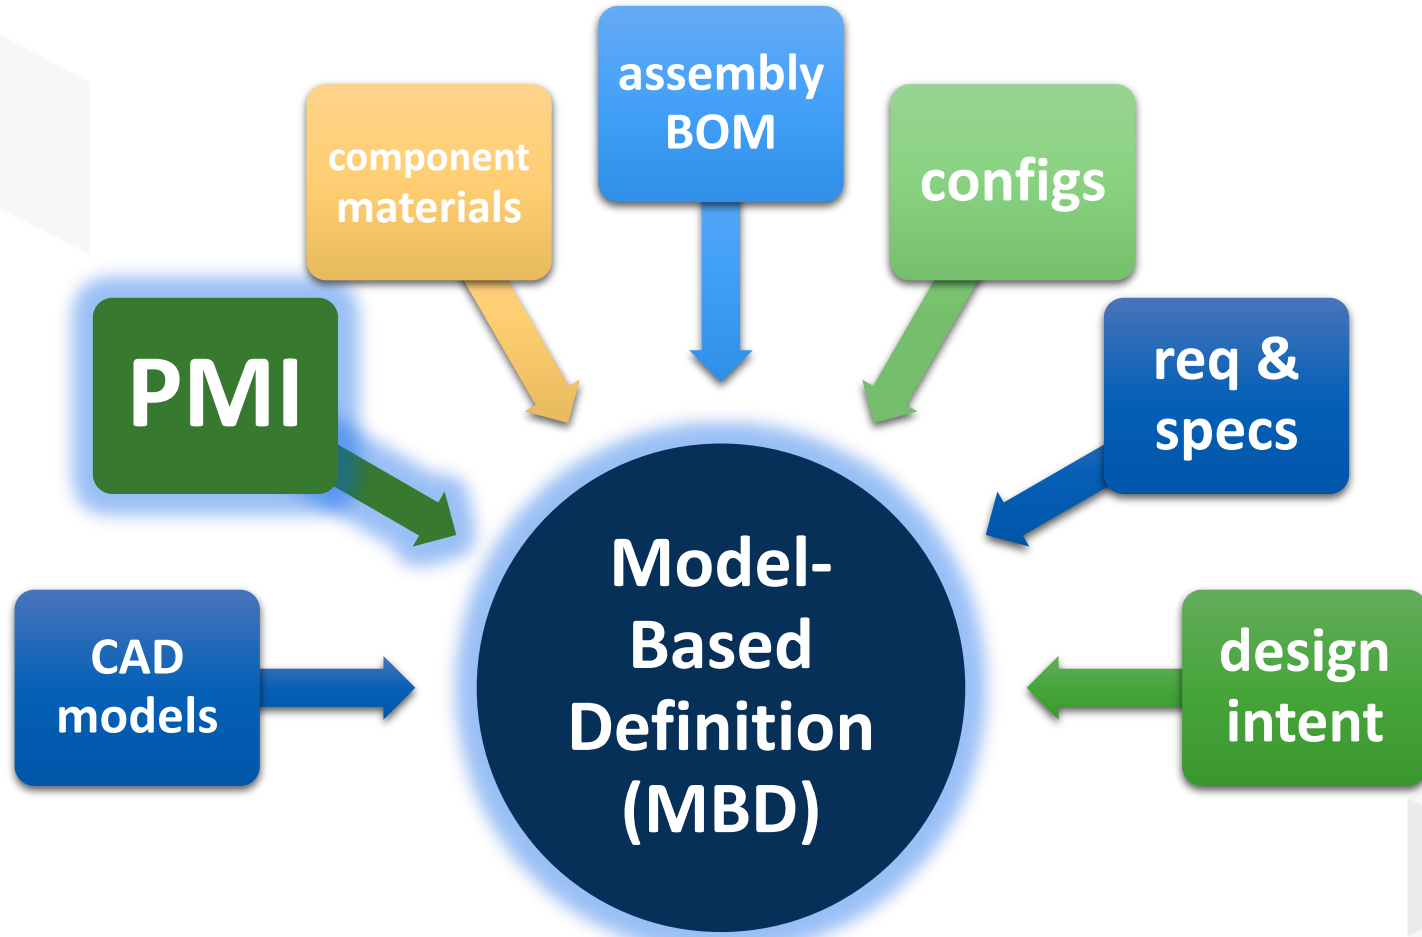 assembly
BOM
component
materials
configs
PMI
req &
specs
CAD
models
design
intent
Model-
Based
Definition
(MBD)